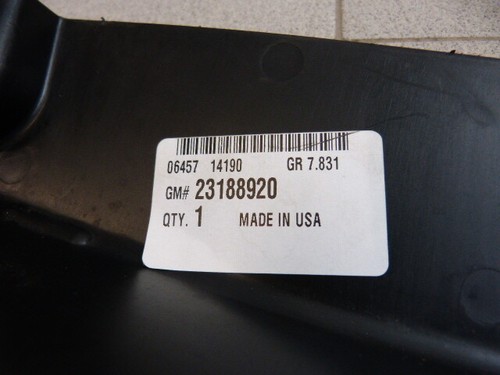 06457 14190 GR 7.831
GM# 23188920
QTY. 1 MADE IN USA